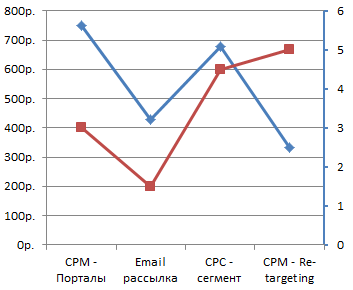 800р.
700р.
600р.
500р.
400р.
300р.
200р.
100р.
0р.
6
5
4
3
2
1
0
CPM -
Порталы
Email
рассылка
CPC -
сегмент
CPM - Re-
targeting